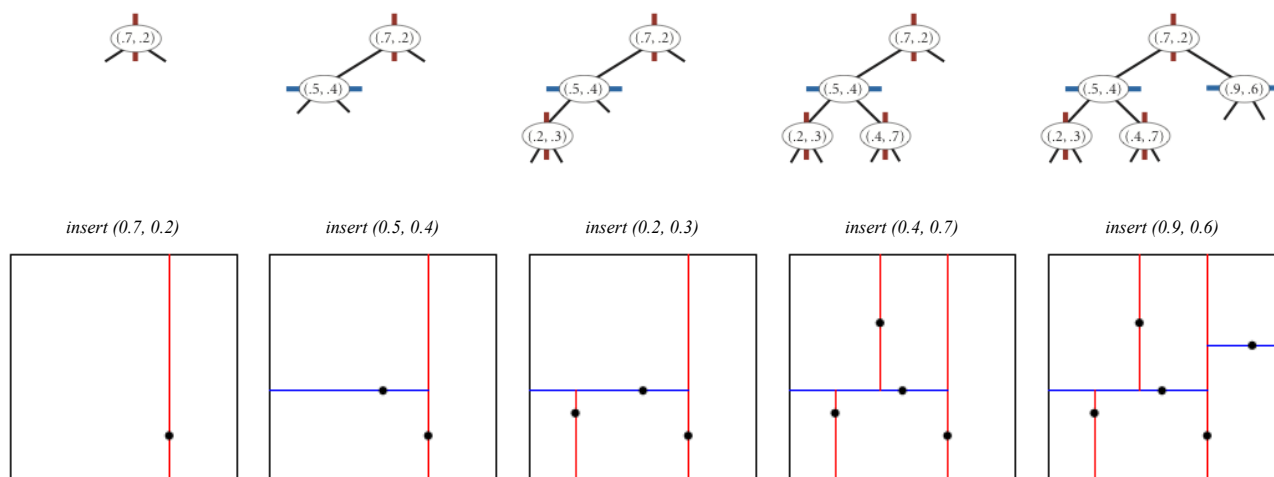 (.7, .2) (.7, .2) (.7, .2) (.7, .2) (.7, .2)
(.5, .4) (.5, .4) (.5, .4) (.5, .4) (.9, .6)
(.2, .3) (.2, .3) (.4, .7) (.2, .3) (.4, .7)
insert (0.7, 0.2) insert (0.5, 0.4) insert (0.2, 0.3) insert (0.4, 0.7) insert (0.9, 0.6)